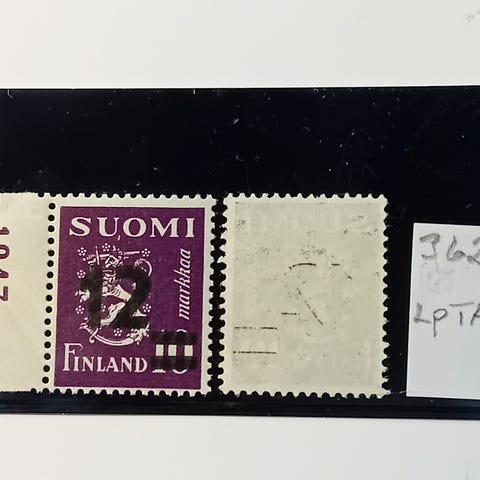 1947
SUOMI
markkaa
12
FINLAND 10
362
LpTA